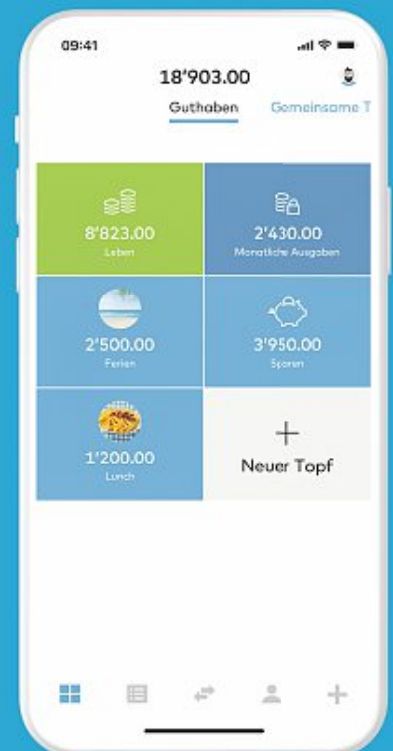 09:41
18'903.00
Guthaben Gemeinsame T
8'823.00
Leben
2'430.00
Monatliche Ausgaben
2'500.00
Ferien
3'950.00
Sparen
1'200.00
Lunch
Neuer Topf